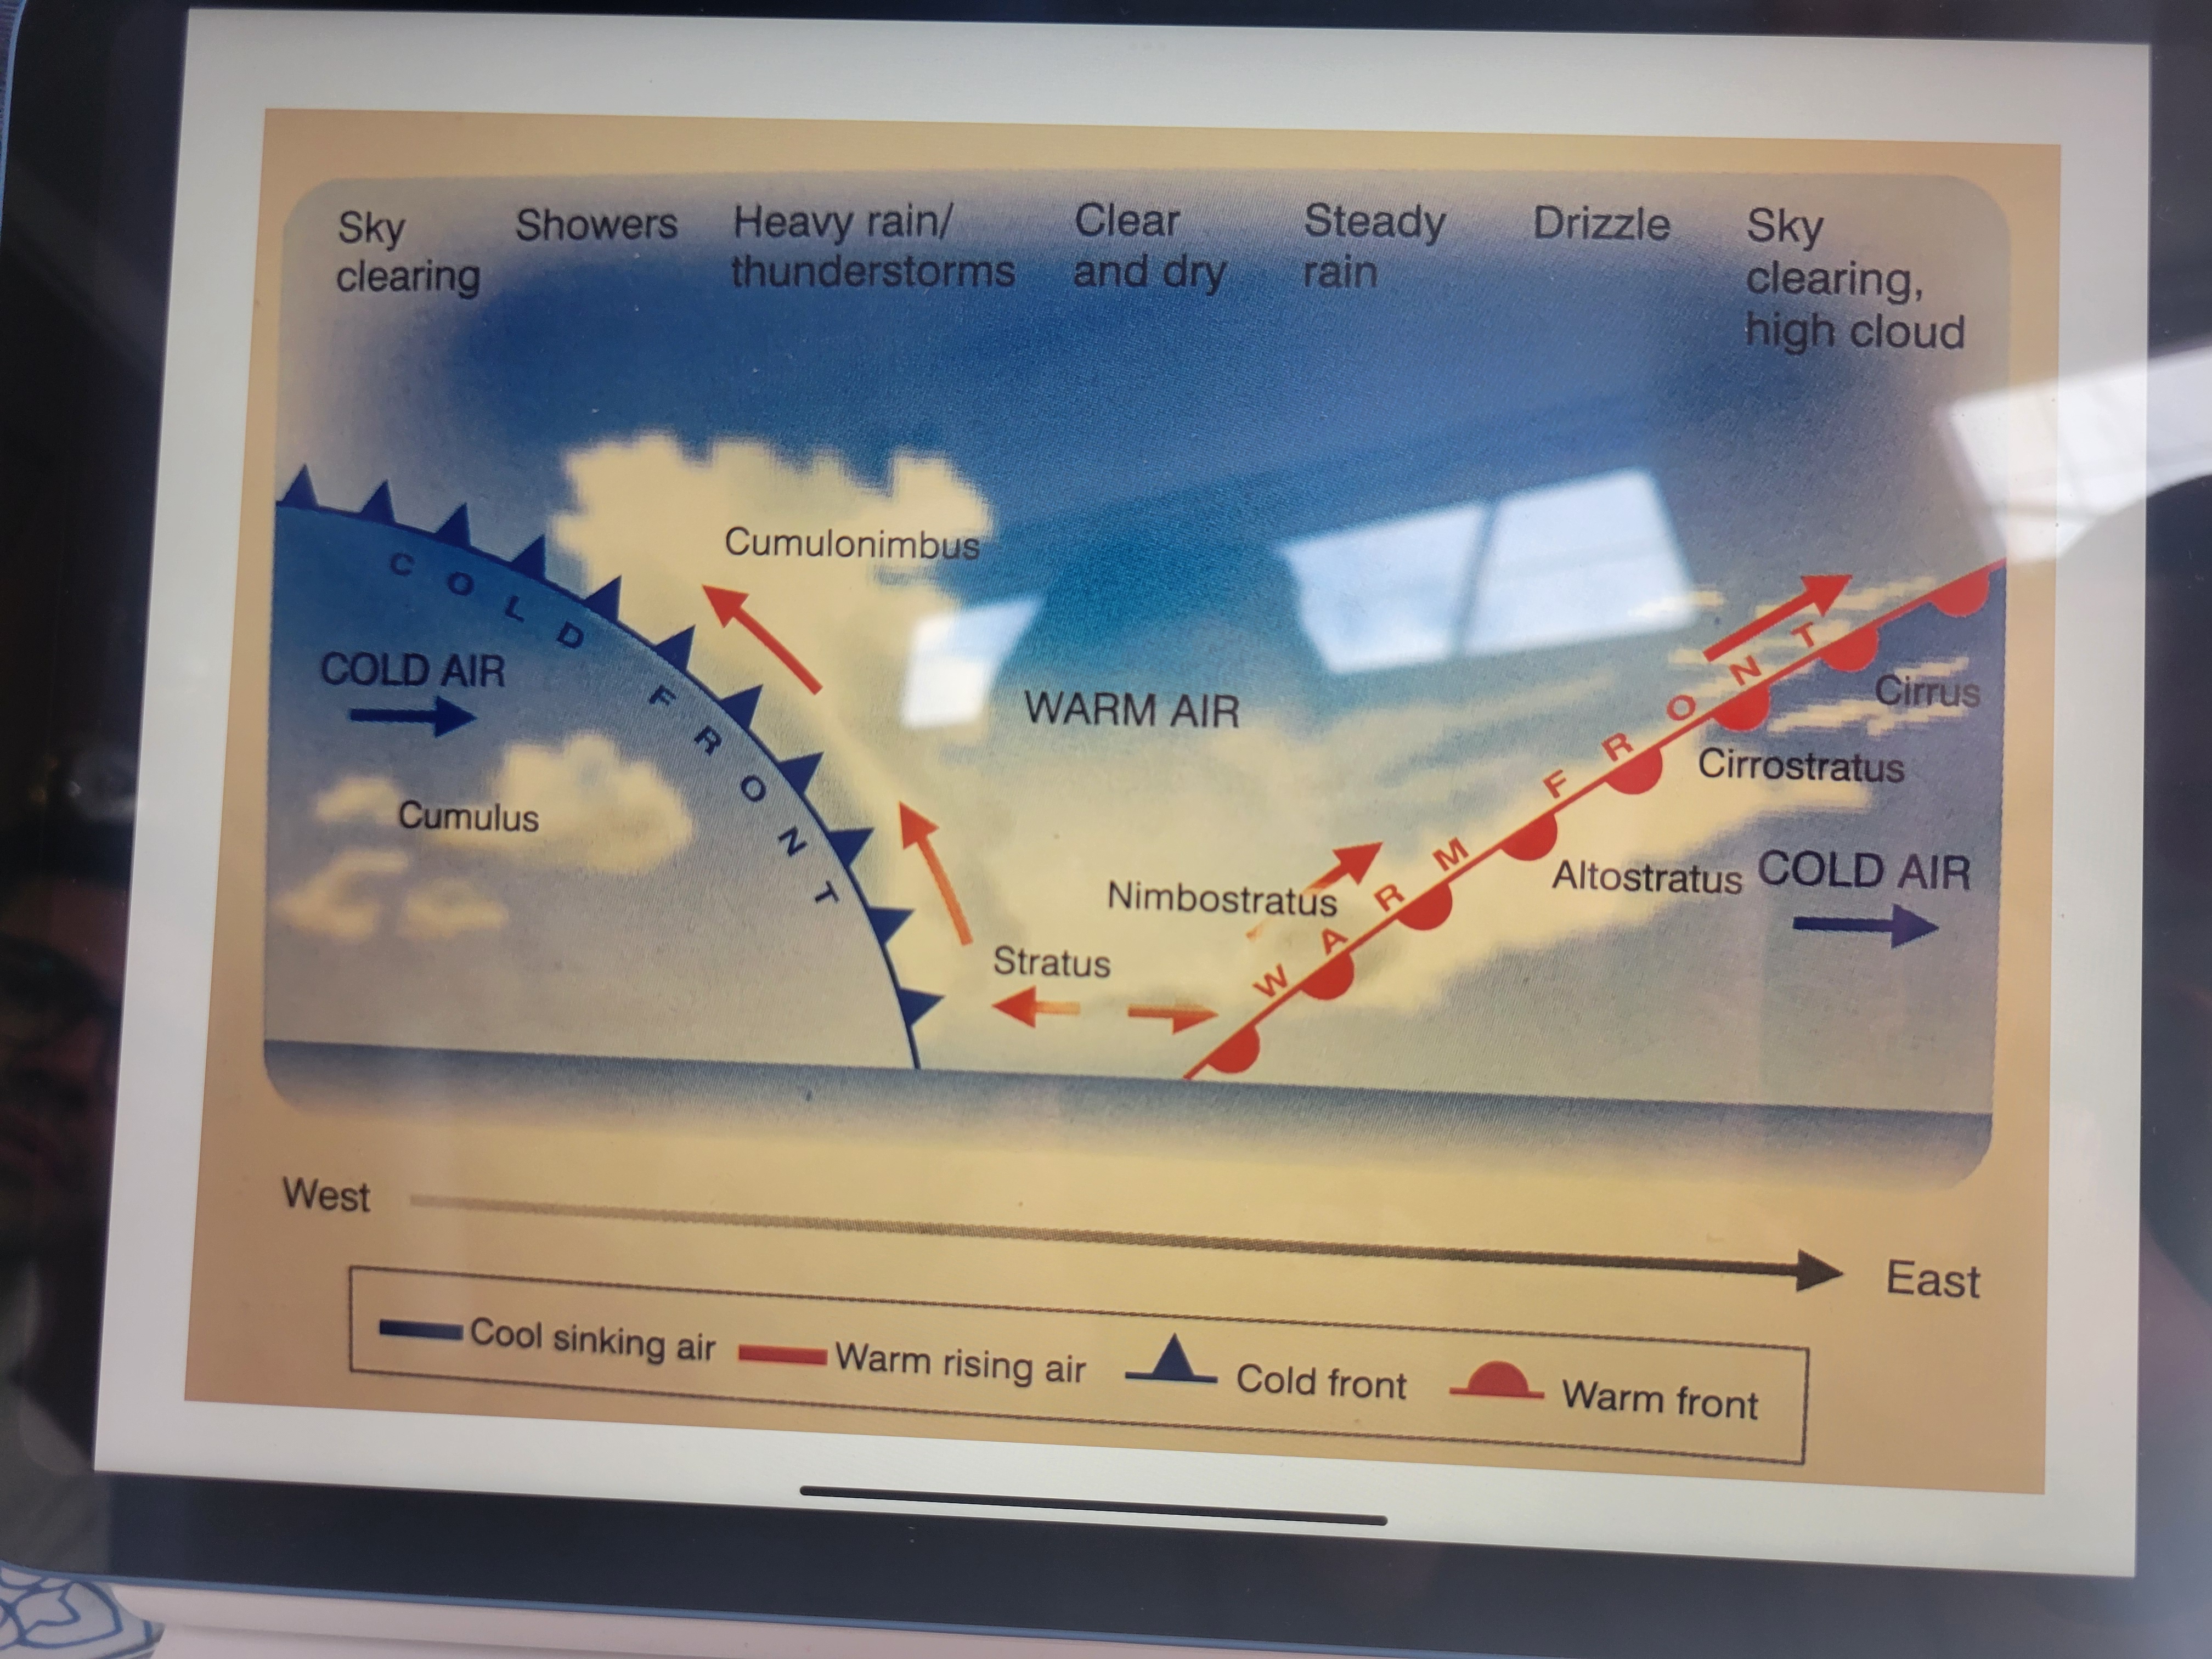 Sky
clearing
Showers
Heavy rain/
thunderstorms
Clear
and dry
Steady
rain
Drizzle
Sky
clearing,
high cloud
Cumulonimbus
COLD FRONT
COLD AIR
WARM AIR
WARM FRONT
Cirrus
Cirrostratus
Cumulus
Altostratus
COLD AIR
Nimbostratus
Stratus
West
East
Cool sinking air
Warm rising air
Cold front
Warm front